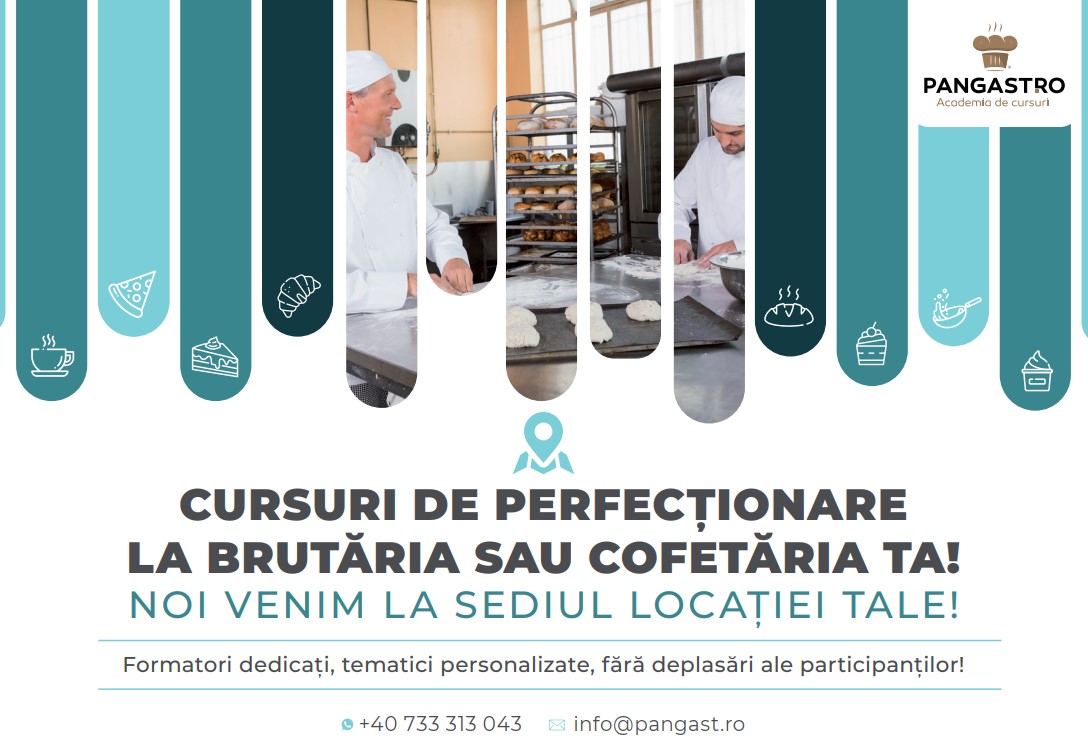 PANGASTRO
Academia de cursuri
CURSURI DE PERFECȚIONARE
LA BRUTĂRIA SAU COFETĂRIA TA!
NOI VENIM LA SEDIUL LOCAȚIEI TALE!
Formatori dedicați, tematici personalizate, fără deplasări ale participanților!
+40 733 313 043 info@pangast.ro